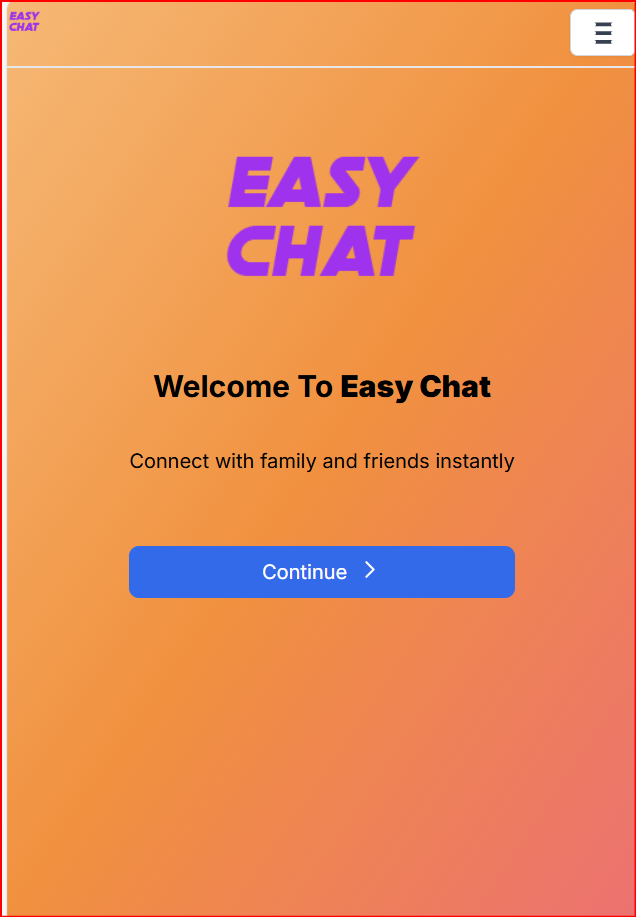 EASY
CHAT
EASY
CHAT
Welcome To Easy Chat
Connect with family and friends instantly
Continue